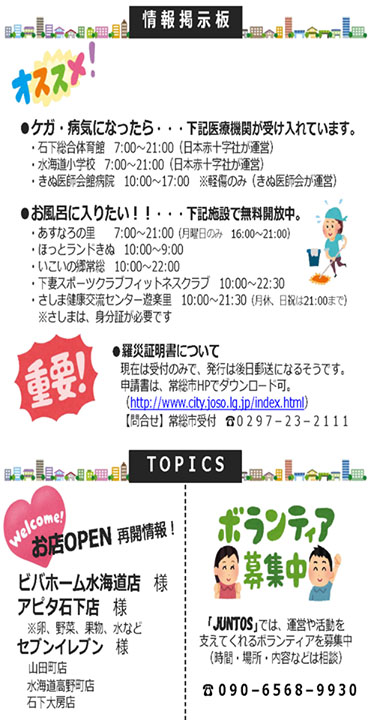 情報掲示板
オススメ!
●ケガ・病気になったら・・・下記医療機関が受け入れています。
・石下総合体育館 7:00～21:00（日本赤十字社が運営）
・水海道小学校 7:00～21:00（日本赤十字社が運営）
・きぬ医師会館病院 10:00～17:00 ※軽傷のみ（きぬ医師会が運営）
●お風呂に入りたい！！・・・下記施設で無料開放中。
・あすなろの里 7:00～21:00（月曜日のみ 16:00～21:00）
・ほっとランドきぬ 10:00～9:00
・いこいの郷常総 10:00～22:00
・下妻スポーツクラブフィットネスクラブ 10:00～22:30
・さしま健康交流センター遊楽里 10:00～21:30（月休、日祝は21:00まで）
※さしまは、身分証が必要です
重要!
●羅災証明書について
現在は受付のみで、発行は後日郵送になるそうです。
申請書は、常総市HPでダウンロード可。
（http://www.city.joso.lg.jp/index.html）
【問合せ】常総市受付 ☎0297-23-2111
TOPICS
Welcome!
お店OPEN 再開情報！
ビバホーム水海道店 様
アピタ石下店 様
※卵、野菜、果物、水など
セブンイレブン 様
山田町店
水海道高野町店
石下大房店
ボランティア
募集中
「JUNTOS」では、運営や活動を
支えてくれるボランティアを募集中
（時間・場所・内容などは相談）
☎090-6568-9930